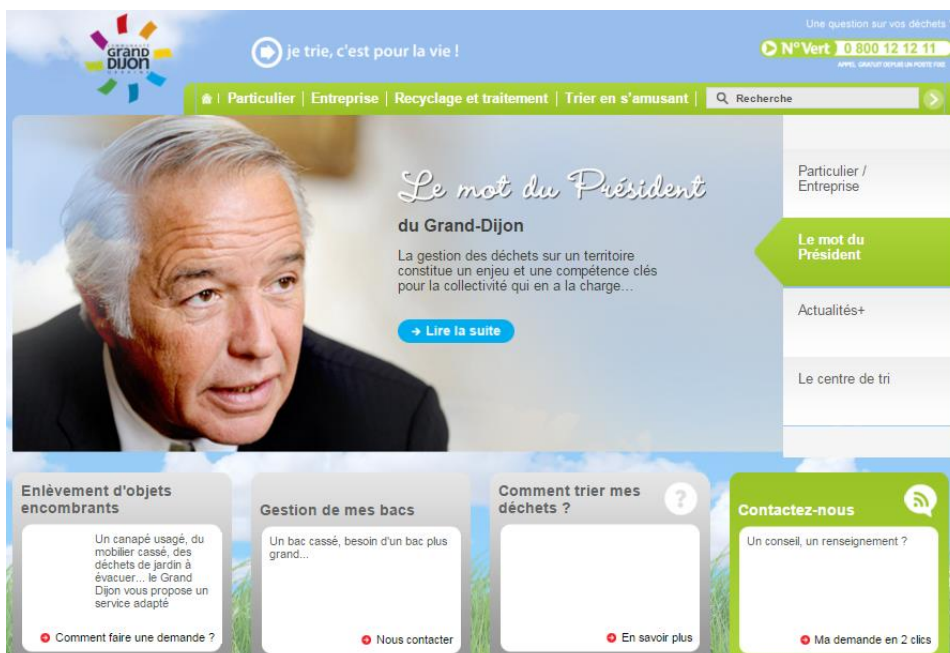 COMMUNAUTÉ
GRAND
DIJON
URBAINE
je trie, c'est pour la vie !
Une question sur vos déchets
N° Vert 0 800 12 12 11
APPEL GRATUIT DEPUIS UN POSTE FIXE
Particulier | Entreprise | Recyclage et traitement | Trier en s'amusant |
Recherche
Le mot du Président
du Grand-Dijon
La gestion des déchets sur un territoire
constitue un enjeu et une compétence clés
pour la collectivité qui en a la charge...
Lire la suite
Particulier /
Entreprise
Le mot du
Président
Actualités+
Le centre de tri
Enlèvement d'objets
encombrants
Un canapé usagé, du
mobilier cassé, des
déchets de jardin à
évacuer... le Grand
Dijon vous propose un
service adapté
Comment faire une demande ?
Gestion de mes bacs
Un bac cassé, besoin d'un bac plus
grand...
Nous contacter
Comment trier mes
déchets ?
?
En savoir plus
Contactez-nous
Un conseil, un renseignement ?
Ma demande en 2 clics